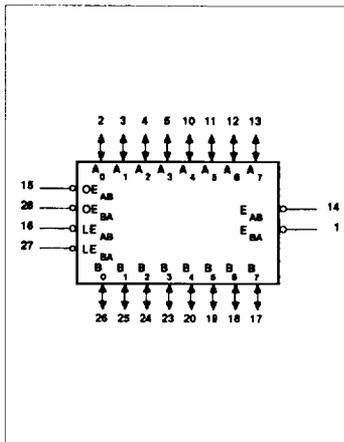 2 3 4 5 10 11 12 13
A0 A1 A2 A3 A4 A5 A6 A7
15 OEAB
28 OEBA
EAB 14
16 LEAB
EBA 1
27 LEBA
B0 B1 B2 B3 B4 B5 B6 B7
26 25 24 23 20 19 18 17